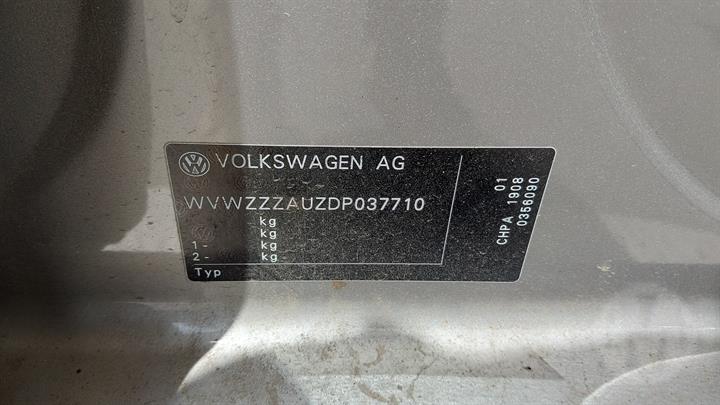 VOLKSWAGEN AG
WVWZZZAUZDP037710
kg
kg
1 - kg
2 - kg
Typ
01
CHPA 1908
0356090